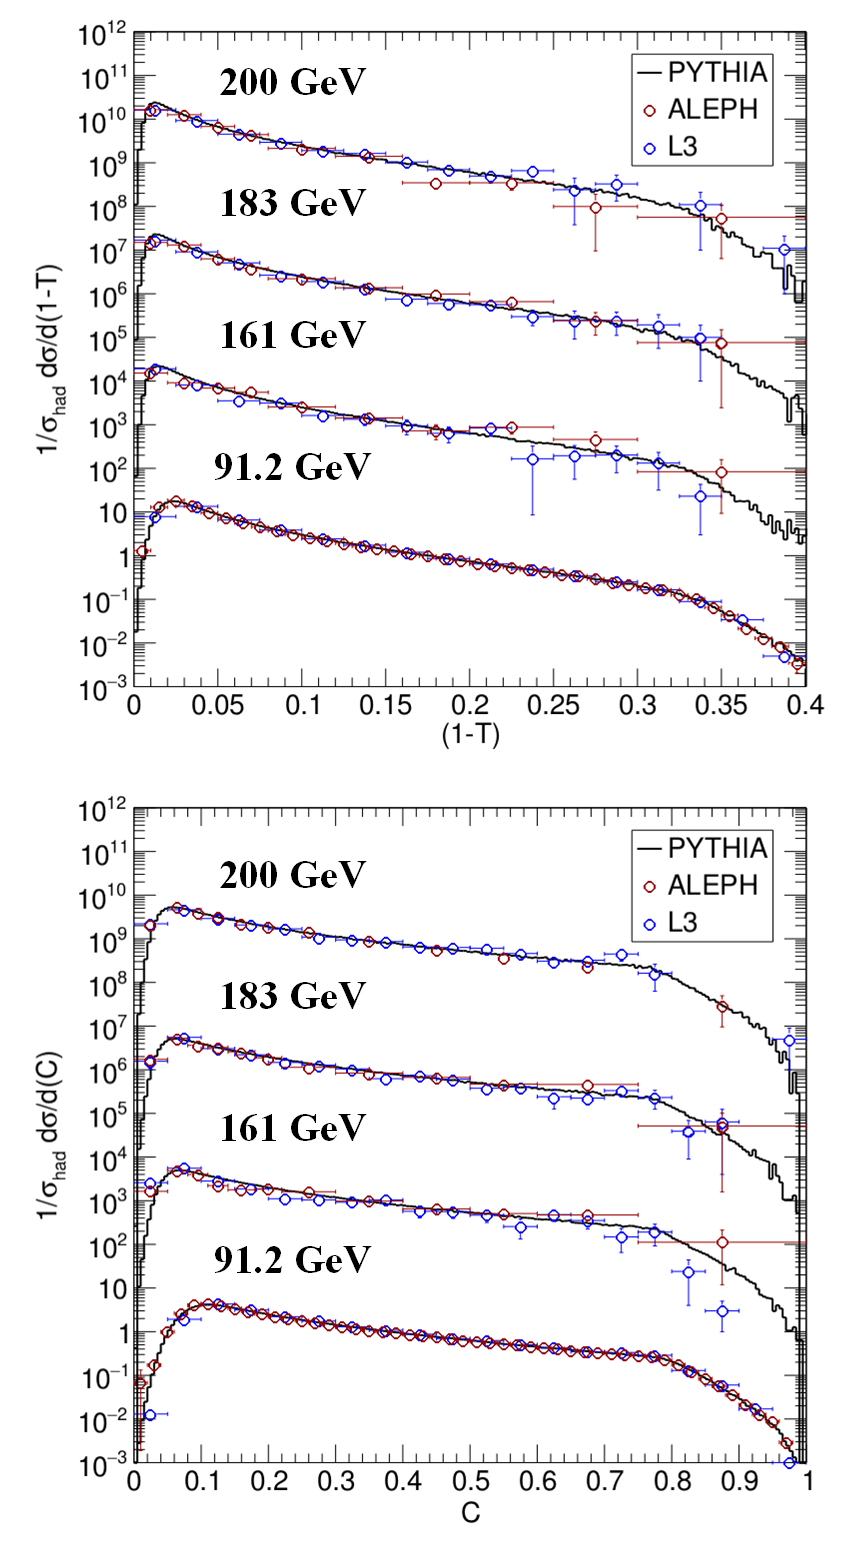 10¹²
10¹¹
10¹⁰
10⁹
10⁸
10⁷
10⁶
10⁵
10⁴
10³
10²
10
1
10⁻¹
10⁻²
10⁻³
1/σ_had dσ/d(1-T)
200 GeV
183 GeV
161 GeV
91.2 GeV
PYTHIA
ALEPH
L3
0 0.05 0.1 0.15 0.2 0.25 0.3 0.35 0.4
(1-T)
10¹²
10¹¹
10¹⁰
10⁹
10⁸
10⁷
10⁶
10⁵
10⁴
10³
10²
10
1
10⁻¹
10⁻²
10⁻³
1/σ_had dσ/d(C)
200 GeV
183 GeV
161 GeV
91.2 GeV
PYTHIA
ALEPH
L3
0 0.1 0.2 0.3 0.4 0.5 0.6 0.7 0.8 0.9 1
C